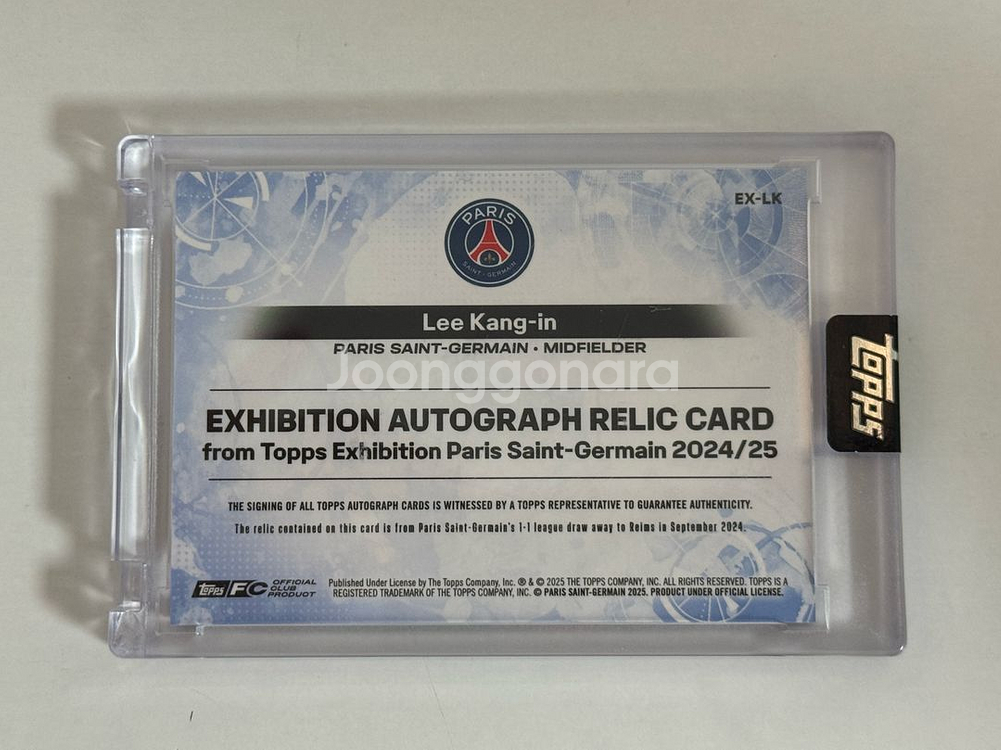 EX-LK
PARIS
SAINT-GERMAIN
Lee Kang-in
PARIS SAINT-GERMAIN • MIDFIELDER
Joonggonara
EXHIBITION AUTOGRAPH RELIC CARD
from Topps Exhibition Paris Saint-Germain 2024/25
THE SIGNING OF ALL TOPPS AUTOGRAPH CARDS IS WITNESSED BY A TOPPS REPRESENTATIVE TO GUARANTEE AUTHENTICITY.
The relic contained on this card is from Paris Saint-Germain's 1-1 league draw away to Reims in September 2024.
Topps FC OFFICIAL CLUB PRODUCT
Published Under License by The Topps Company, Inc. ® & © 2025 THE TOPPS COMPANY, INC. ALL RIGHTS RESERVED. TOPPS IS A
REGISTERED TRADEMARK OF THE TOPPS COMPANY, INC. © PARIS SAINT-GERMAIN 2025. PRODUCT UNDER OFFICIAL LICENSE.
Topps